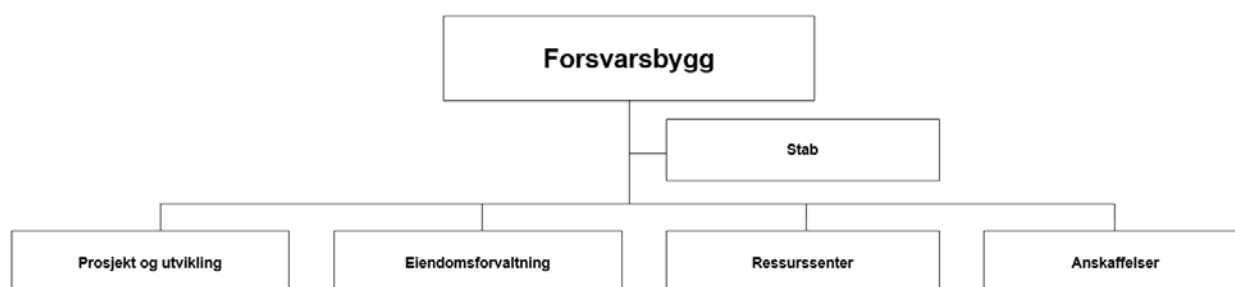 Forsvarsbygg
Stab
Prosjekt og utvikling
Eiendomsforvaltning
Ressurssenter
Anskaffelser